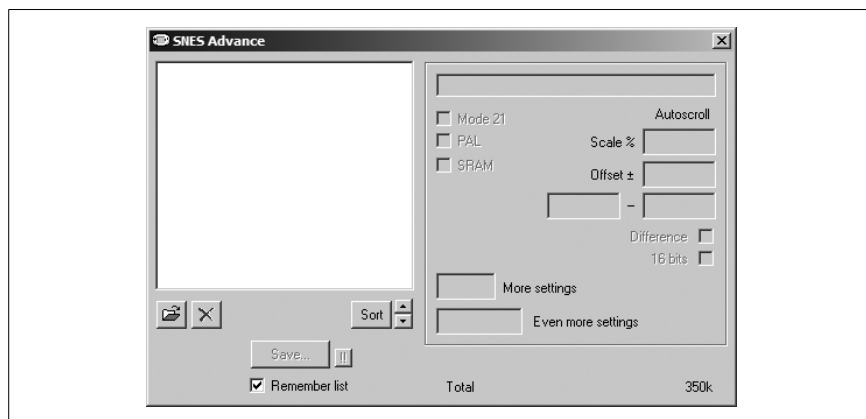 SNES Advance
Mode 21
PAL
SRAM
Autoscroll
Scale %
Offset ±
–
Difference
16 bits
More settings
Even more settings
Sort
Save...
!!
Remember list
Total
350k